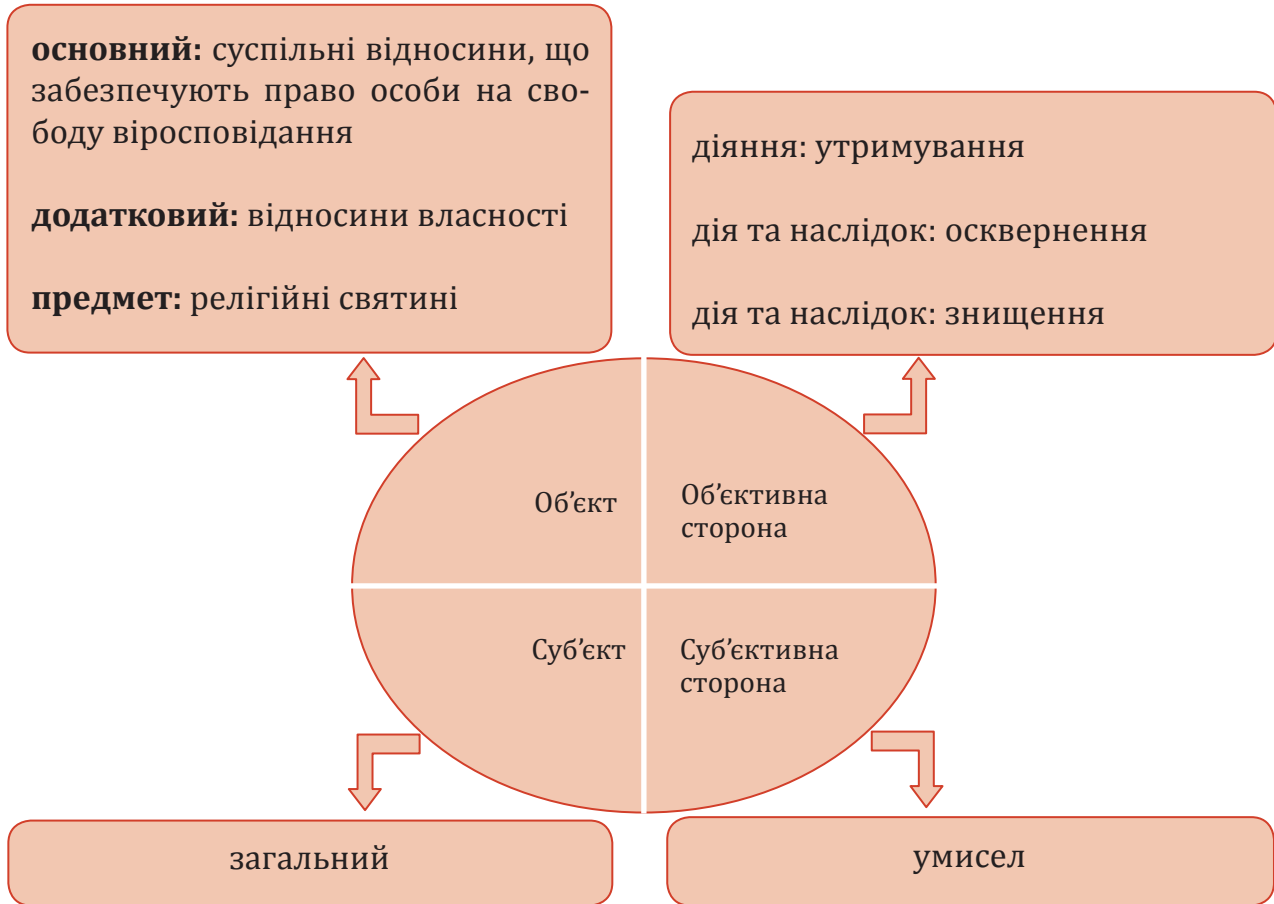 основний: суспільні відносини, що
забезпечують право особи на сво-
боду віросповідання
додатковий: відносини власності
предмет: релігійні святині
діяння: утримування
дія та наслідок: осквернення
дія та наслідок: знищення
Об’єкт
Об’єктивна
сторона
Суб’єкт
Суб’єктивна
сторона
загальний
умисел